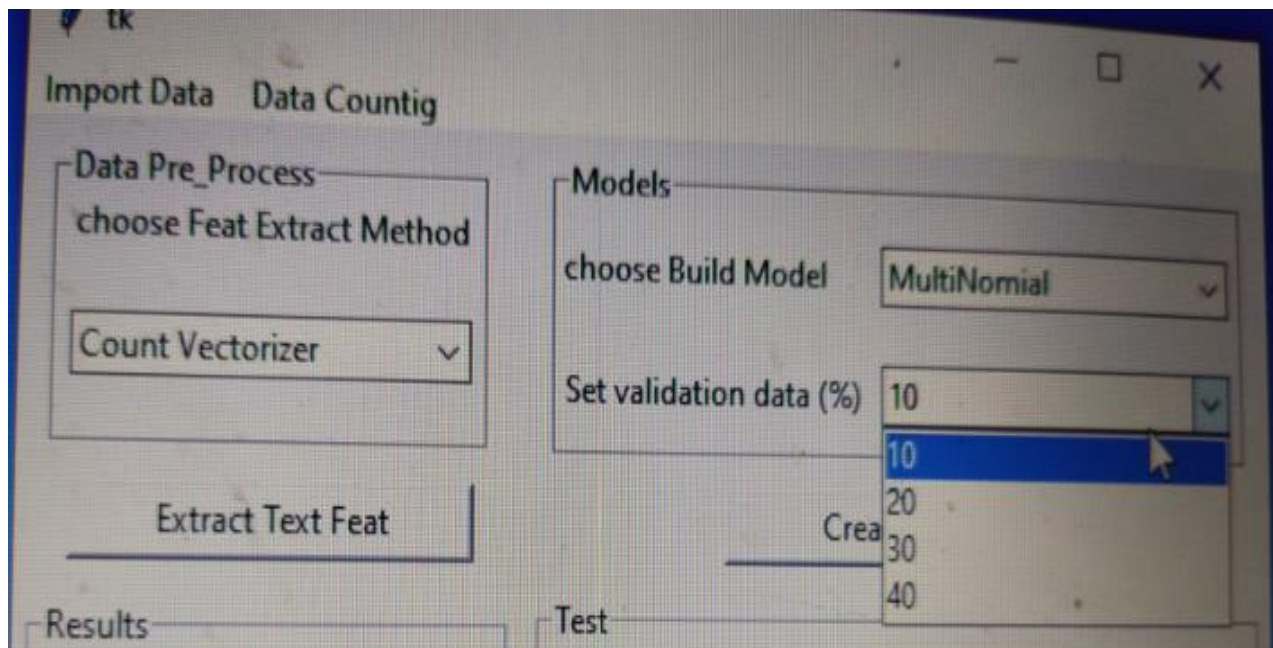 tk
Import Data Data Countig
Data Pre_Process
choose Feat Extract Method
Count Vectorizer
Extract Text Feat
Models
choose Build Model MultiNomial
Set validation data (%) 10
10
20
30
40
Crea
Results
Test